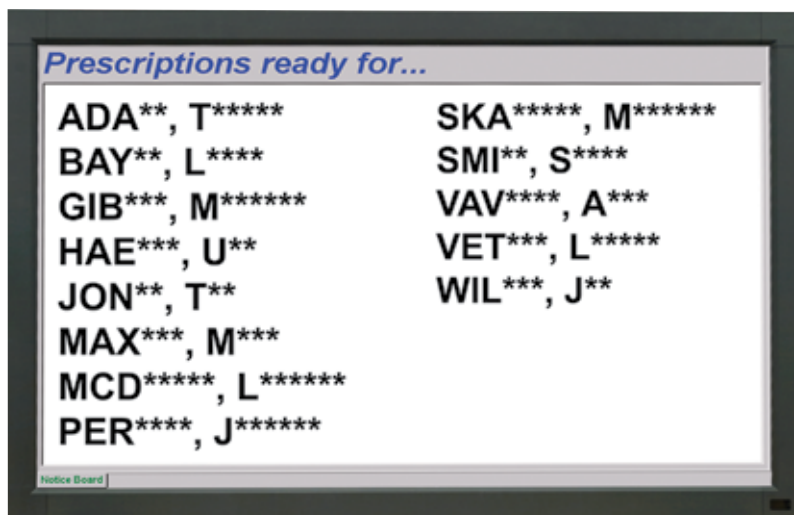 Prescriptions ready for...
ADA**, T*****
BAY**, L****
GIB***, M******
HAE***, U**
JON**, T**
MAX***, M***
MCD*****, L******
PER****, J******
SKA*****, M******
SMI**, S****
VAV****, A***
VET***, L*****
WIL***, J**
Notice Board